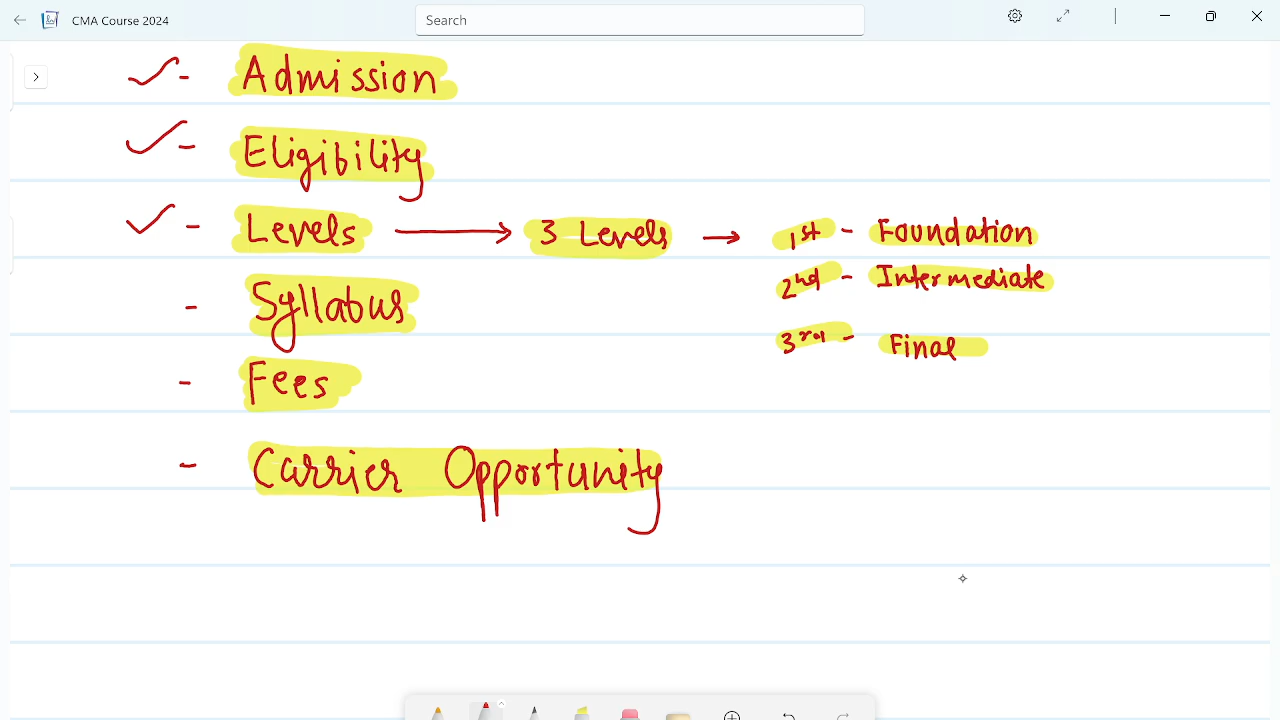 CMA Course 2024
Search
- Admission
- Eligibility
- Levels → 3 Levels → 1st - Foundation
2nd - Intermediate
- Syllabus
3rd - Final
- Fees
- Carrier Opportunity